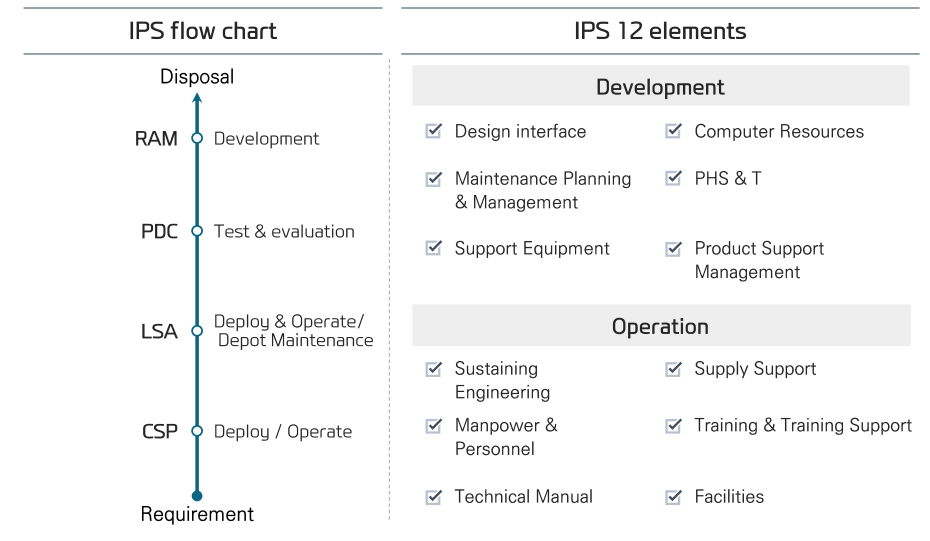 IPS flow chart
Disposal
RAM Development
PDC Test & evaluation
LSA Deploy & Operate/
Depot Maintenance
CSP Deploy / Operate
Requirement
IPS 12 elements
Development
Design interface
Computer Resources
Maintenance Planning
& Management
PHS & T
Support Equipment
Product Support
Management
Operation
Sustaining
Engineering
Supply Support
Manpower &
Personnel
Training & Training Support
Technical Manual
Facilities